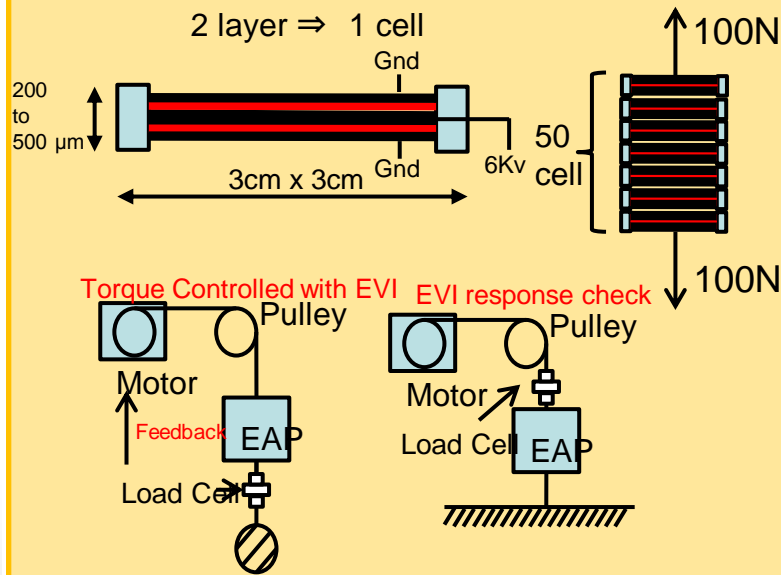 2 layer ⇒ 1 cell
Gnd
100N
200
to
500 μm
50
cell
Gnd
6Kv
3cm x 3cm
100N
Torque Controlled with EVI
EVI response check
Pulley
Pulley
Motor
Motor
Feedback
EAP
Load Cell
EAP
Load Cell